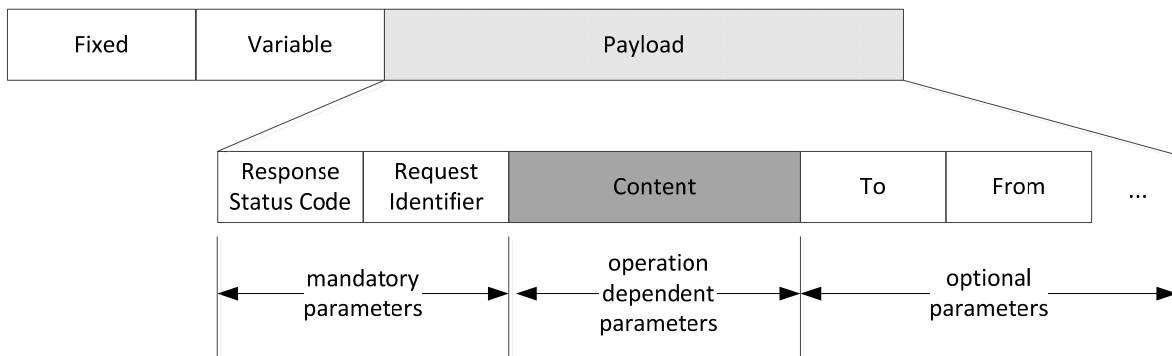 Fixed
Variable
Payload
Response
Status Code
Request
Identifier
Content
To
From
...
mandatory
parameters
operation
dependent
parameters
optional
parameters